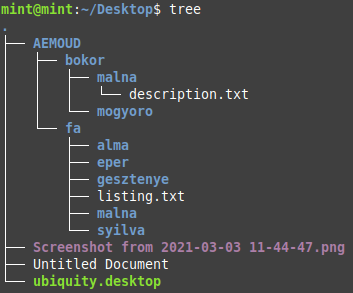 mint@mint:~/Desktop$ tree
.
├── AEMOUD
│   ├── bokor
│   │   ├── malna
│   │   │   └── description.txt
│   │   └── mogyoro
│   └── fa
│       ├── alma
│       ├── eper
│       ├── gesztenye
│       ├── listing.txt
│       ├── malna
│       └── syilva
├── Screenshot from 2021-03-03 11-44-47.png
├── Untitled Document
└── ubiquity.desktop